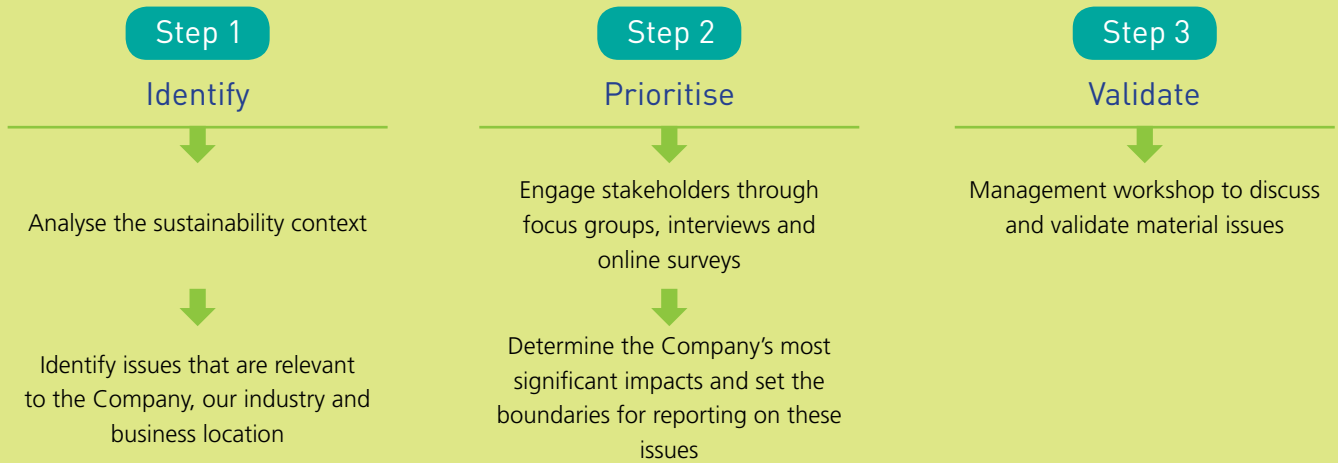 Step 1
Identify
Analyse the sustainability context
Identify issues that are relevant
to the Company, our industry and
business location
Step 2
Prioritise
Engage stakeholders through
focus groups, interviews and
online surveys
Determine the Company’s most
significant impacts and set the
boundaries for reporting on these
issues
Step 3
Validate
Management workshop to discuss
and validate material issues